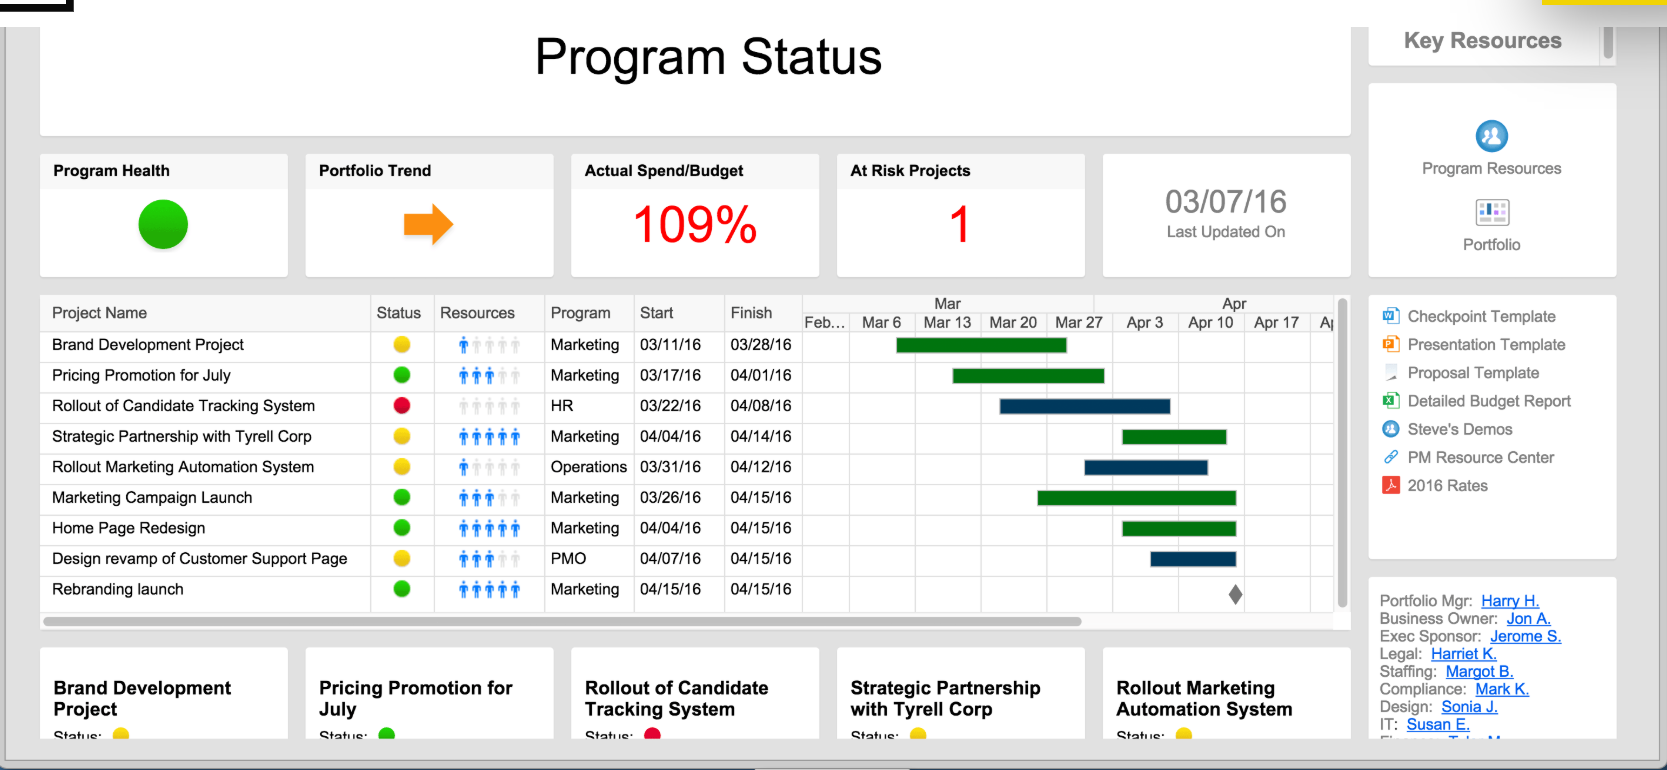 Program Status
Key Resources
Program Health
Portfolio Trend
Actual Spend/Budget
At Risk Projects
109%
1
03/07/16
Last Updated On
Program Resources
Portfolio
Project Name Status Resources Program Start Finish Mar Apr
Feb... Mar 6 Mar 13 Mar 20 Mar 27 Apr 3 Apr 10 Apr 17
Brand Development Project Marketing 03/11/16 03/28/16
Pricing Promotion for July Marketing 03/17/16 04/01/16
Rollout of Candidate Tracking System HR 03/22/16 04/08/16
Strategic Partnership with Tyrell Corp Marketing 04/04/16 04/14/16
Rollout Marketing Automation System Operations 03/31/16 04/12/16
Marketing Campaign Launch Marketing 03/26/16 04/15/16
Home Page Redesign Marketing 04/04/16 04/15/16
Design revamp of Customer Support Page PMO 04/07/16 04/15/16
Rebranding launch Marketing 04/15/16 04/15/16
Checkpoint Template
Presentation Template
Proposal Template
Detailed Budget Report
Steve's Demos
PM Resource Center
2016 Rates
Portfolio Mgr: Harry H.
Business Owner: Jon A.
Exec Sponsor: Jerome S.
Legal: Harriet K.
Staffing: Margot B.
Compliance: Mark K.
Design: Sonia J.
IT: Susan E.
Brand Development
Project
Status:
Pricing Promotion for
July
Status:
Rollout of Candidate
Tracking System
Status:
Strategic Partnership
with Tyrell Corp
Status:
Rollout Marketing
Automation System
Status: